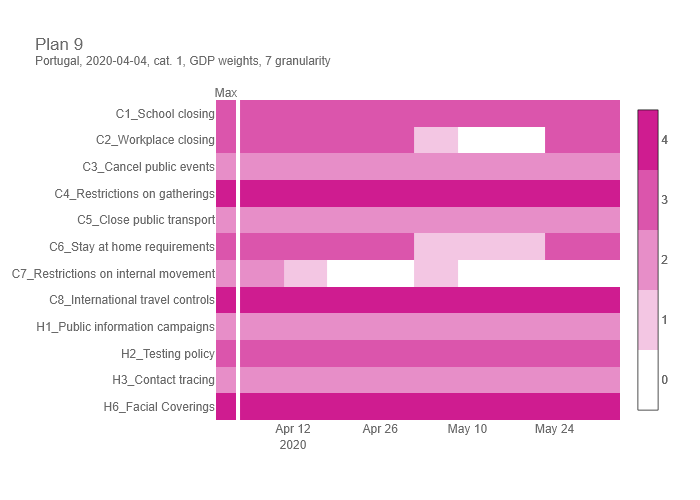 Plan 9
Portugal, 2020-04-04, cat. 1, GDP weights, 7 granularity
Max
C1_School closing
C2_Workplace closing
C3_Cancel public events
C4_Restrictions on gatherings
C5_Close public transport
C6_Stay at home requirements
C7_Restrictions on internal movement
C8_International travel controls
H1_Public information campaigns
H2_Testing policy
H3_Contact tracing
H6_Facial Coverings
Apr 12 Apr 26 May 10 May 24
2020
4
3
2
1
0